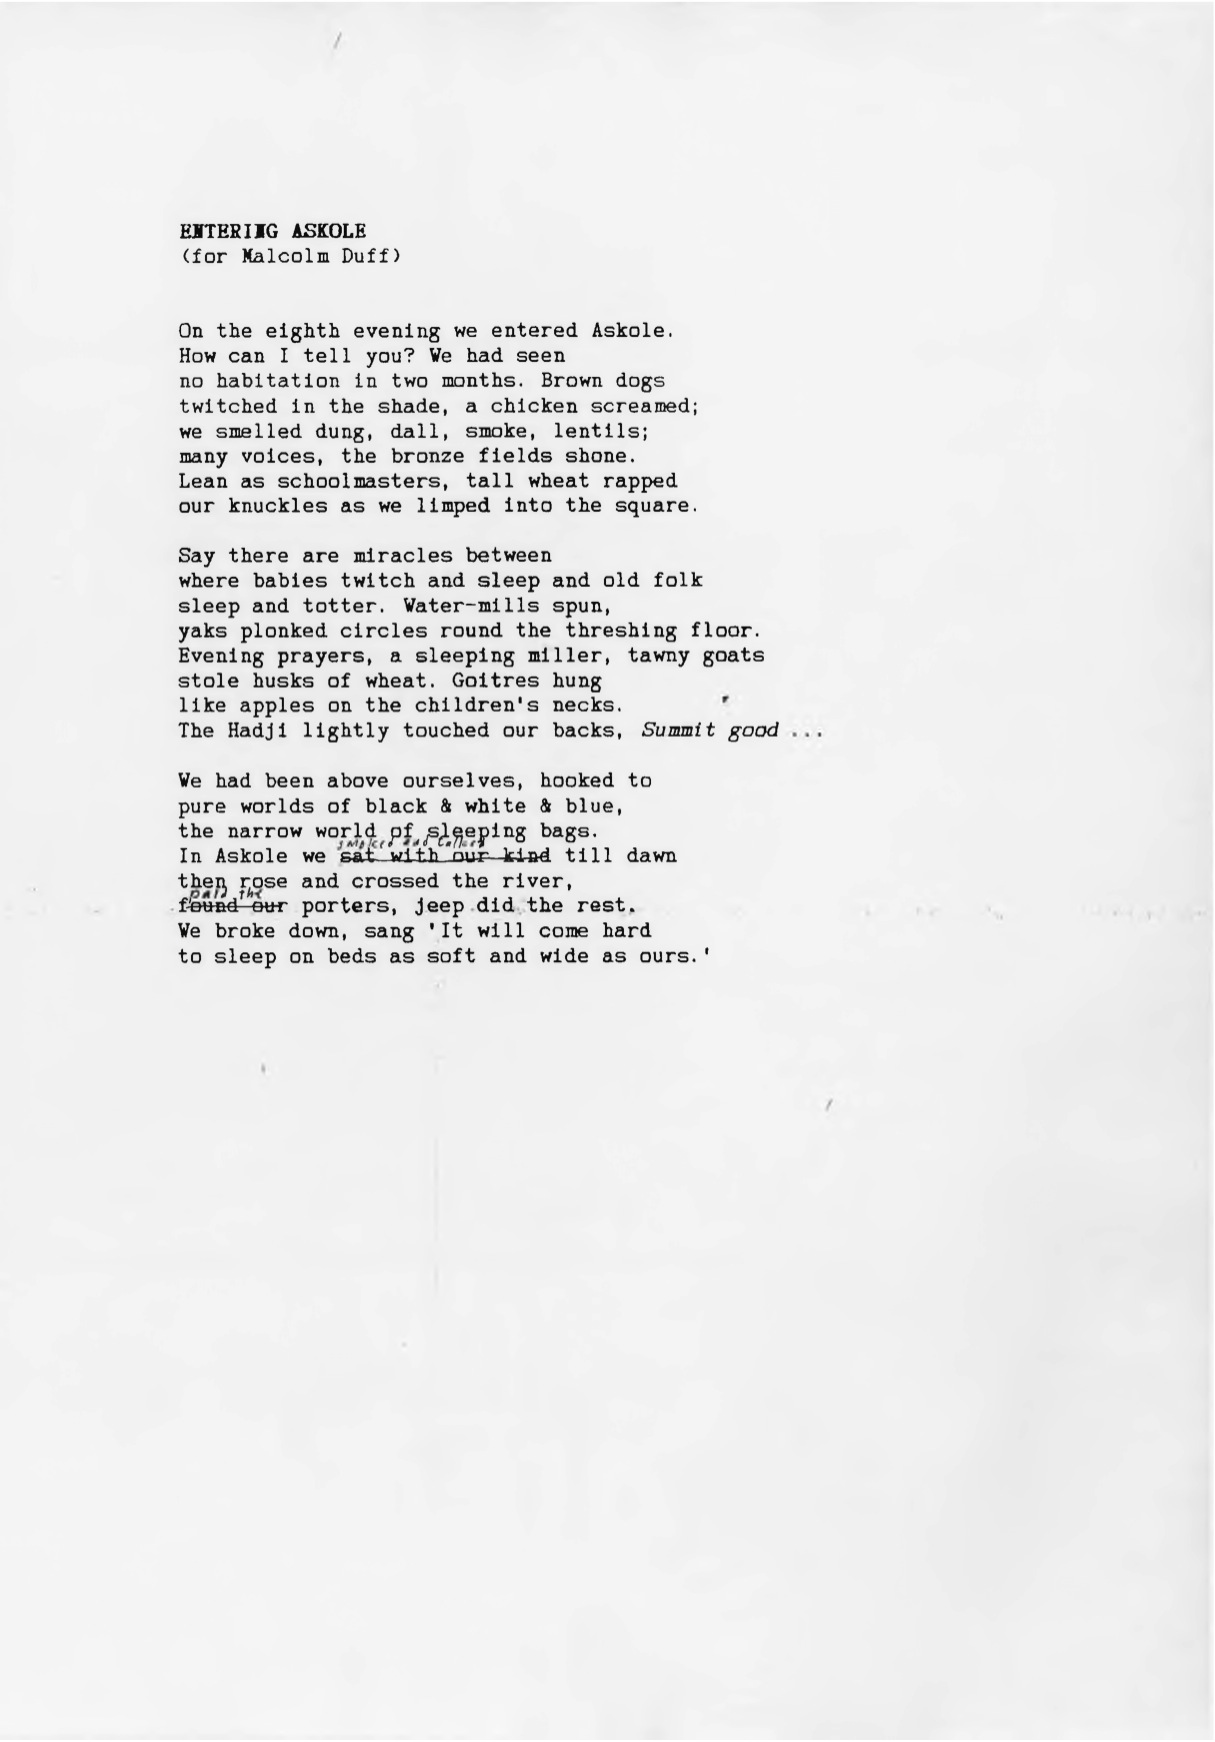 ENTERING ASKOLE
(for Malcolm Duff)
On the eighth evening we entered Askole.
How can I tell you? We had seen
no habitation in two months. Brown dogs
twitched in the shade, a chicken screamed;
we smelled dung, dall, smoke, lentils;
many voices, the bronze fields shone.
Lean as schoolmasters, tall wheat rapped
our knuckles as we limped into the square.
Say there are miracles between
where babies twitch and sleep and old folk
sleep and totter. Water-mills spun,
yaks plonked circles round the threshing floor.
Evening prayers, a sleeping miller, tawny goats
stole husks of wheat. Goitres hung
like apples on the children's necks.
The Hadji lightly touched our backs, Summit good ...
We had been above ourselves, hooked to
pure worlds of black & white & blue,
the narrow world of sleeping bags.
smoked and talked
In Askole we sat with our kind till dawn
then rose and crossed the river,
paid the
found our porters, jeep did the rest.
We broke down, sang 'It will come hard
to sleep on beds as soft and wide as ours.'